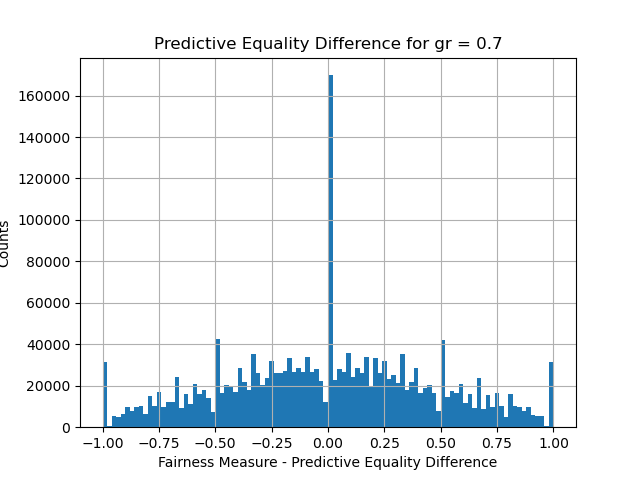 Predictive Equality Difference for gr = 0.7
160000
140000
120000
100000
80000
60000
40000
20000
0
Counts
−1.00 −0.75 −0.50 −0.25 0.00 0.25 0.50 0.75 1.00
Fairness Measure - Predictive Equality Difference